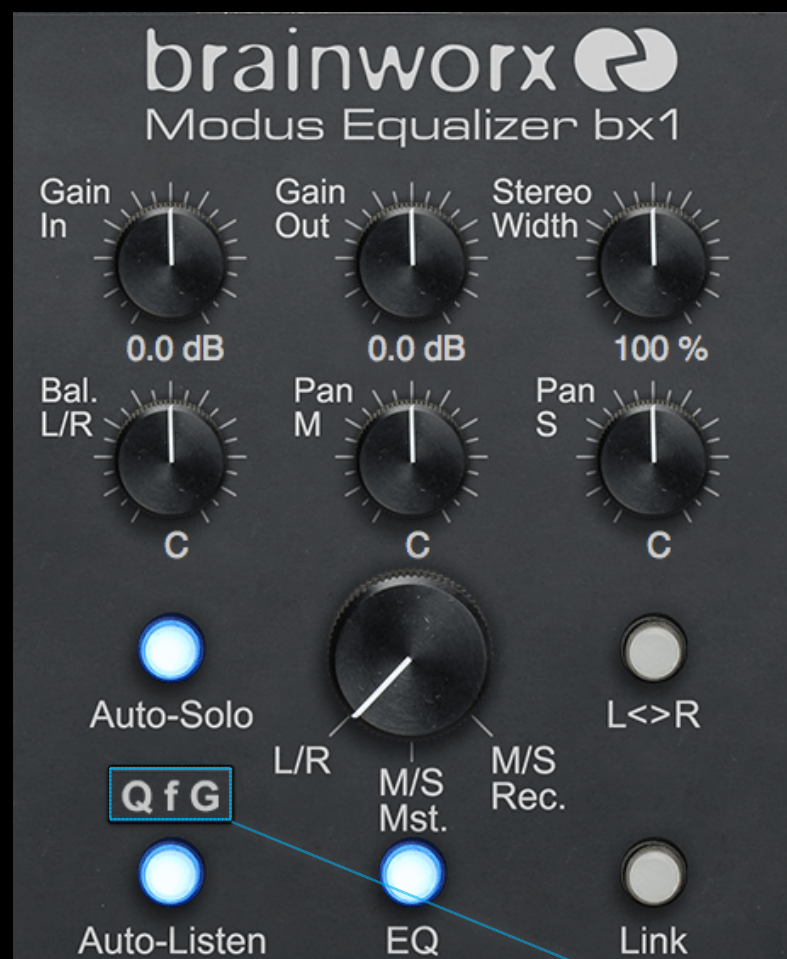 brainworx
Modus Equalizer bx1
Gain In
Gain Out
Stereo Width
0.0 dB
0.0 dB
100 %
Bal. L/R
Pan M
Pan S
C
C
C
Auto-Solo
L/R
M/S Mst.
M/S Rec.
L<>R
Q f G
Auto-Listen
EQ
Link